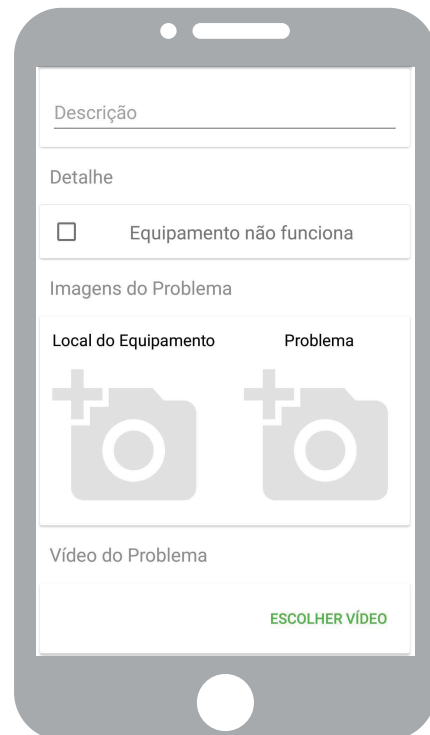 Descrição
Detalhe
Equipamento não funciona
Imagens do Problema
Local do Equipamento Problema
Vídeo do Problema
ESCOLHER VÍDEO